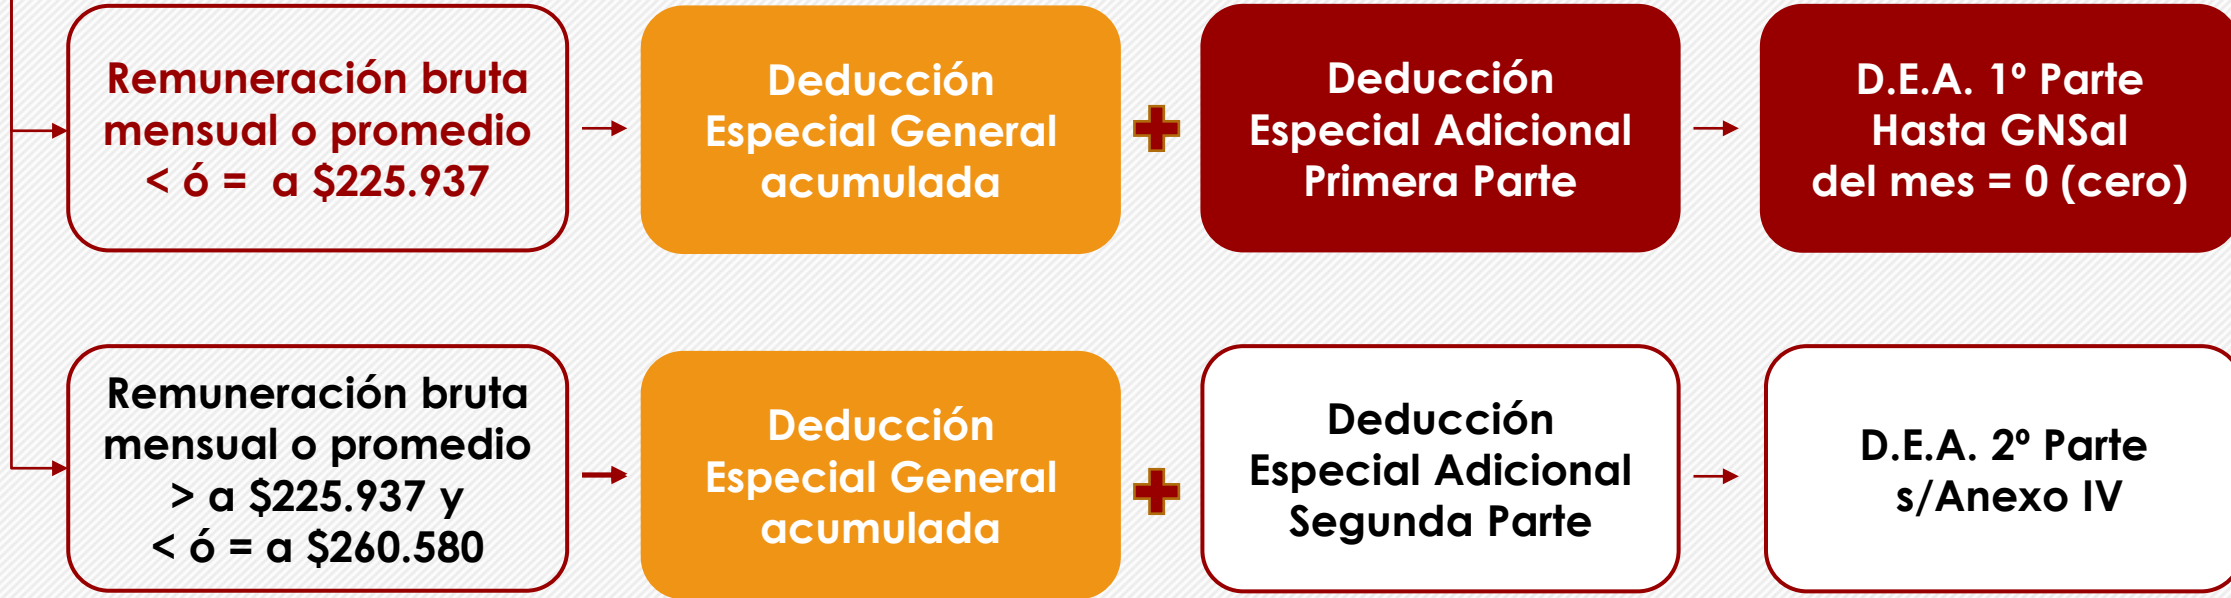 Remuneración bruta
mensual o promedio
< ó = a $225.937
Deducción
Especial General
acumulada
Deducción
Especial Adicional
Primera Parte
D.E.A. 1º Parte
Hasta GNSal
del mes = 0 (cero)
Remuneración bruta
mensual o promedio
> a $225.937 y
< ó = a $260.580
Deducción
Especial General
acumulada
Deducción
Especial Adicional
Segunda Parte
D.E.A. 2º Parte
s/Anexo IV